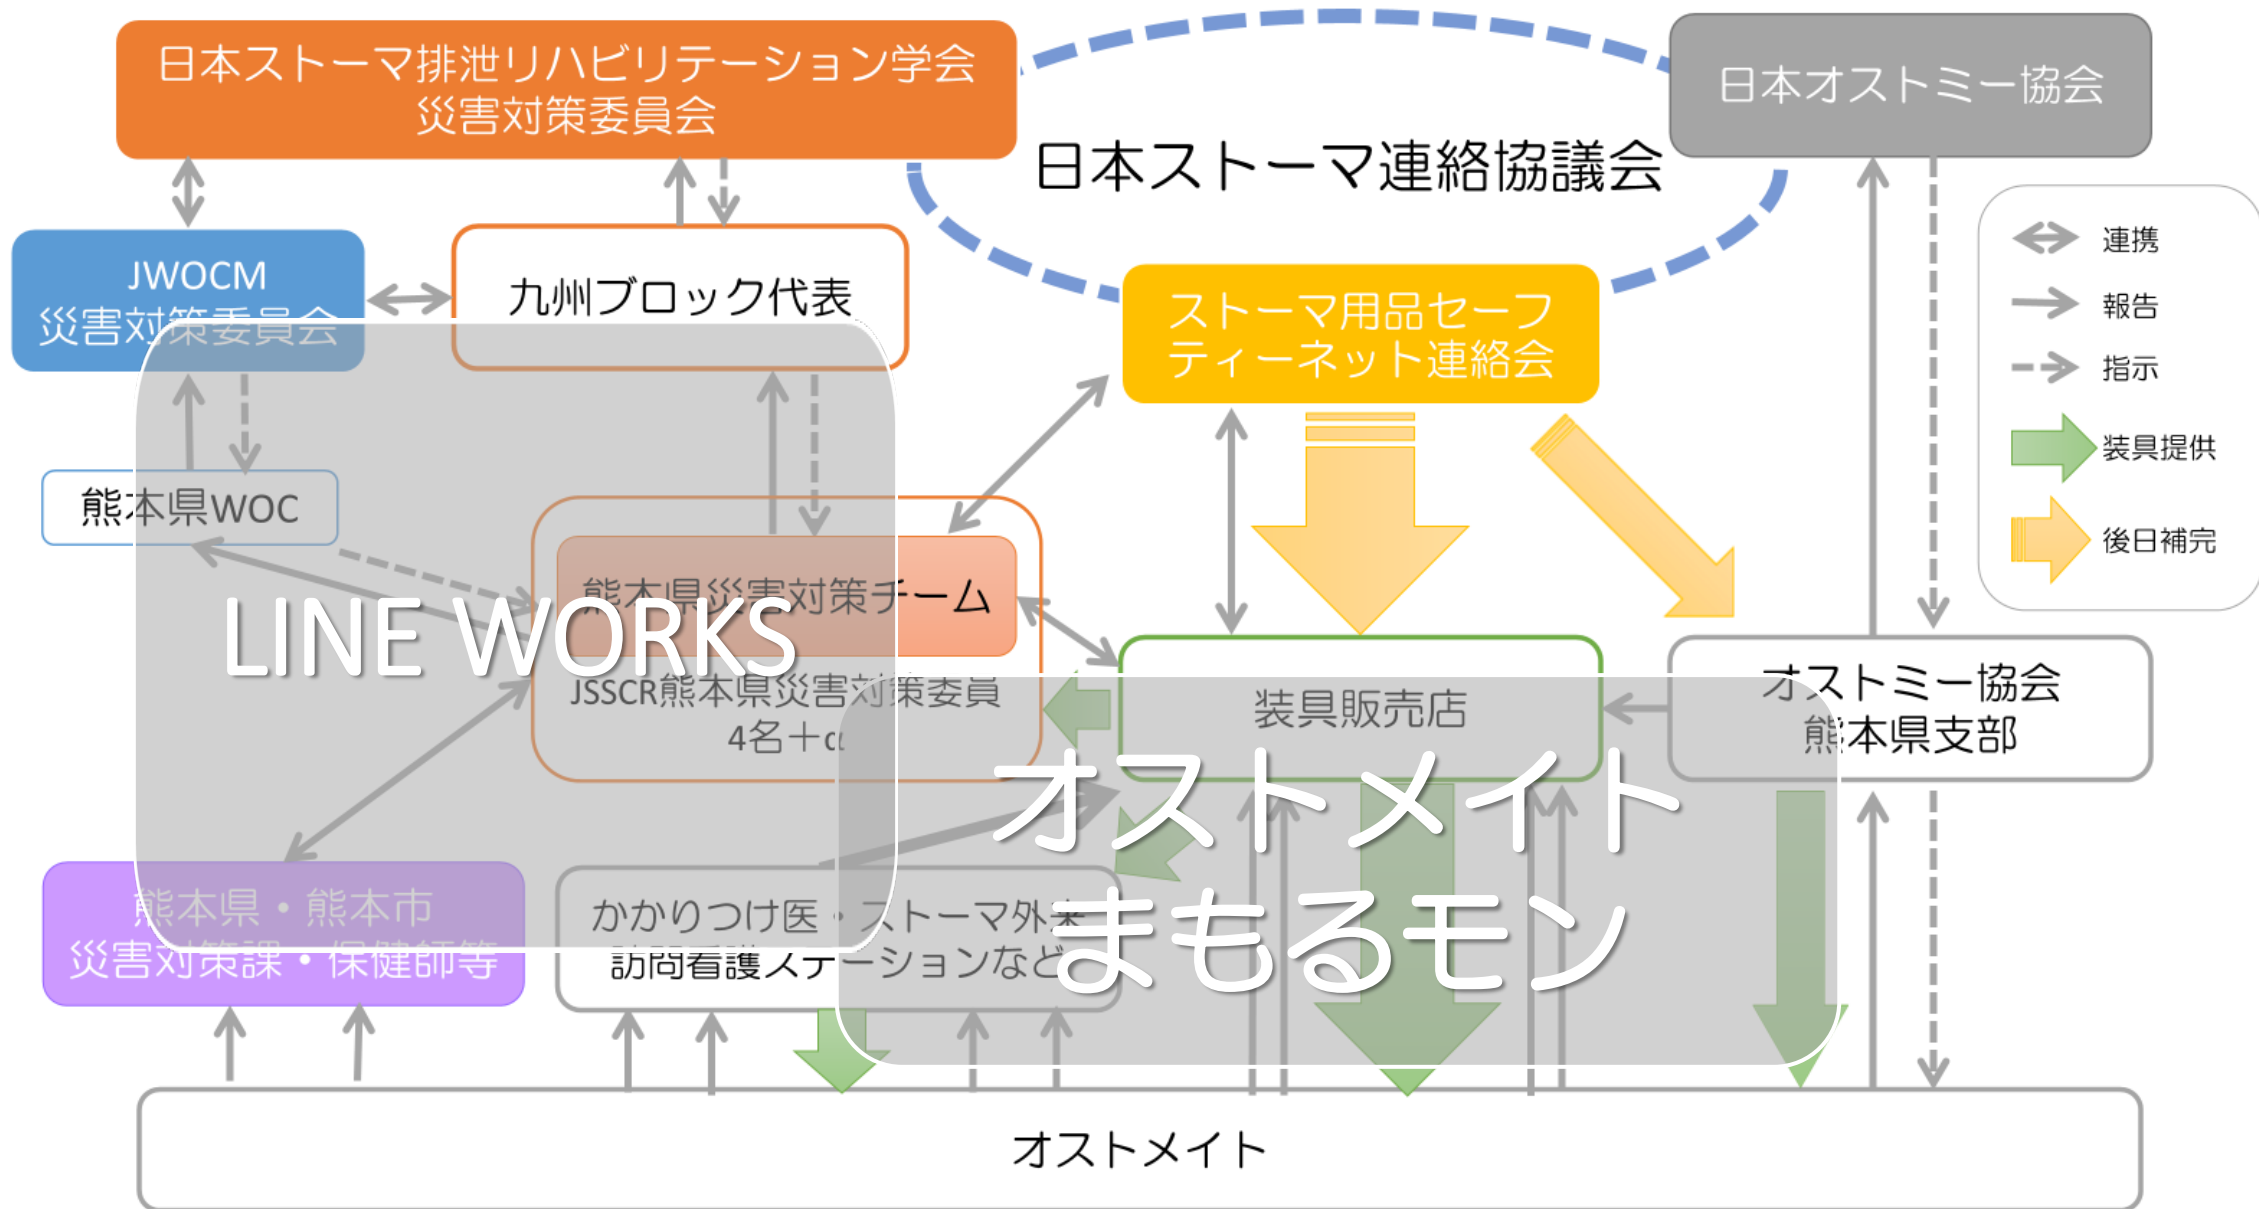 日本ストーマ排泄リハビリテーション学会
災害対策委員会
日本オストミー協会
日本ストーマ連絡協議会
JWOCM
災害対策委員会
九州ブロック代表
ストーマ用品セーフ
ティーネット連絡会
連携
報告
指示
装具提供
後日補完
熊本県WOC
熊本県災害対策チーム
JSSCR熊本県災害対策委員
4名+α
LINE WORKS
装具販売店
オストミー協会
熊本県支部
オストメイト
まもるモン
熊本県・熊本市
災害対策課・保健師等
かかりつけ医・ストーマ外来
訪問看護ステーションなど
オストメイト